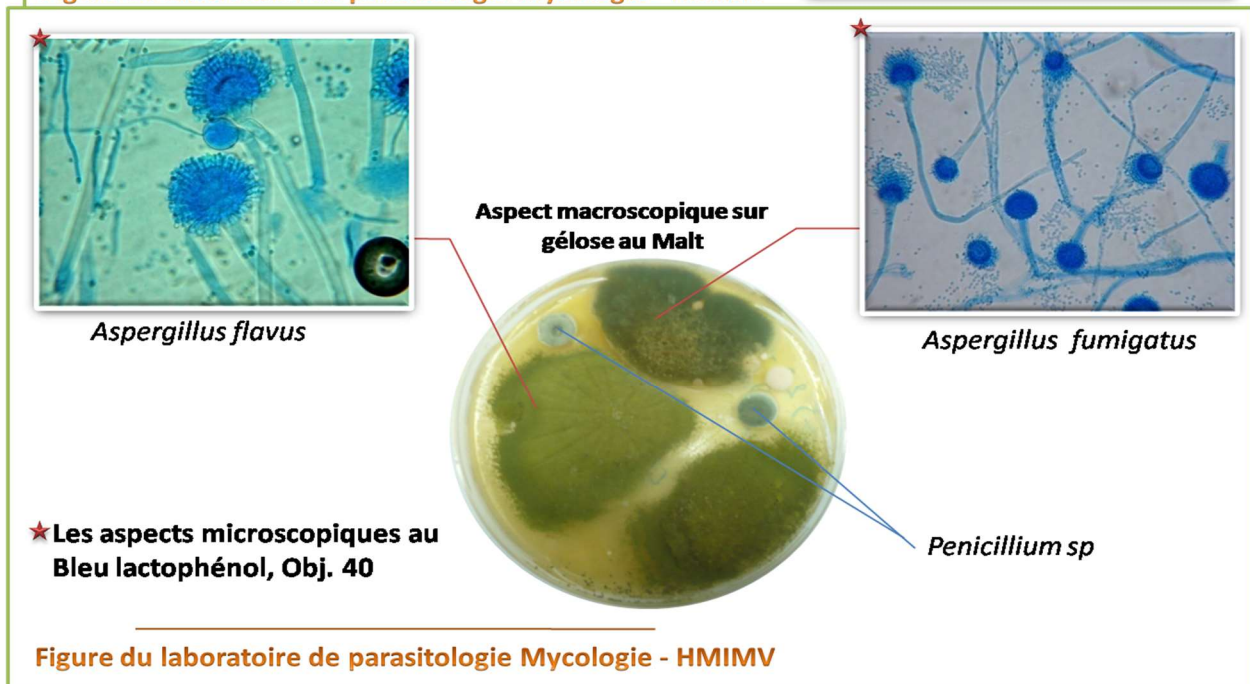 Aspergillus flavus
Aspect macroscopique sur
gélose au Malt
Aspergillus fumigatus
Penicillium sp
Les aspects microscopiques au
Bleu lactophénol, Obj. 40
Figure du laboratoire de parasitologie Mycologie - HMIMV